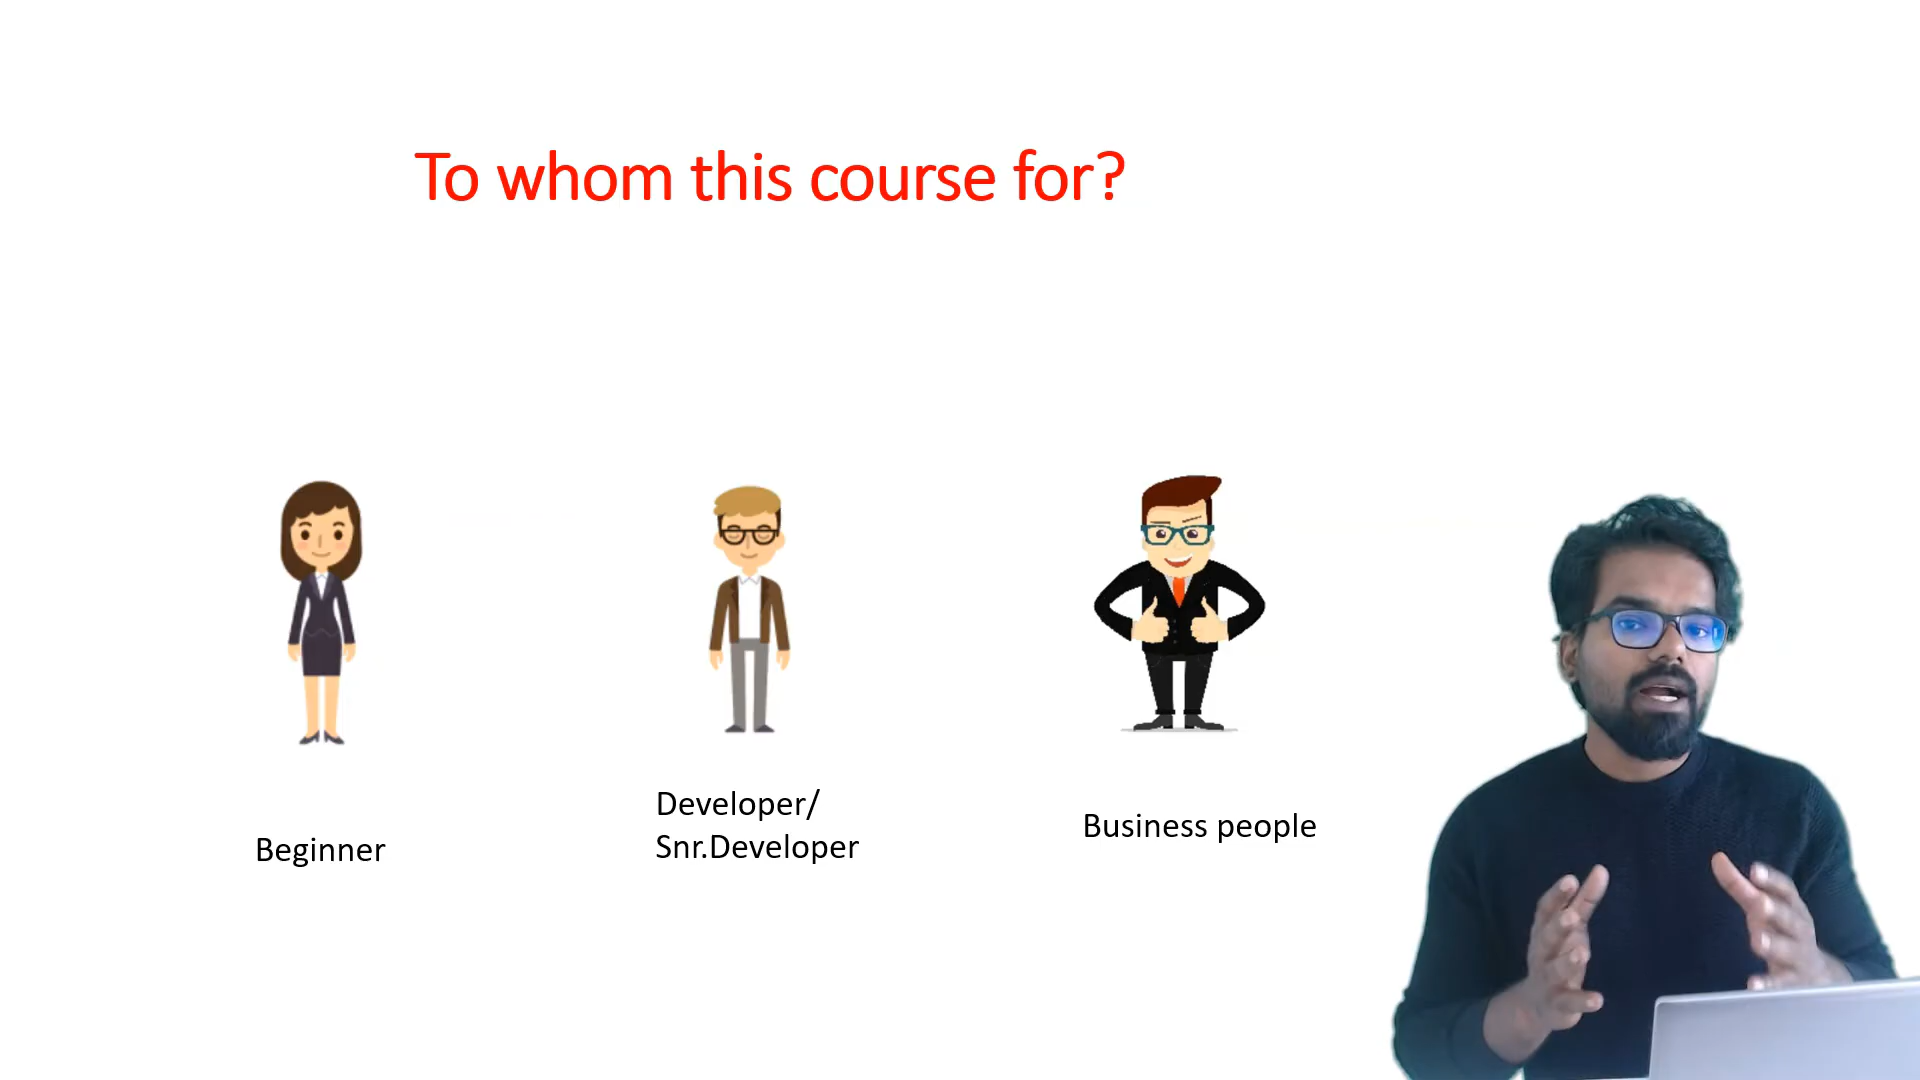 To whom this course for?
Beginner
Developer/
Snr.Developer
Business people